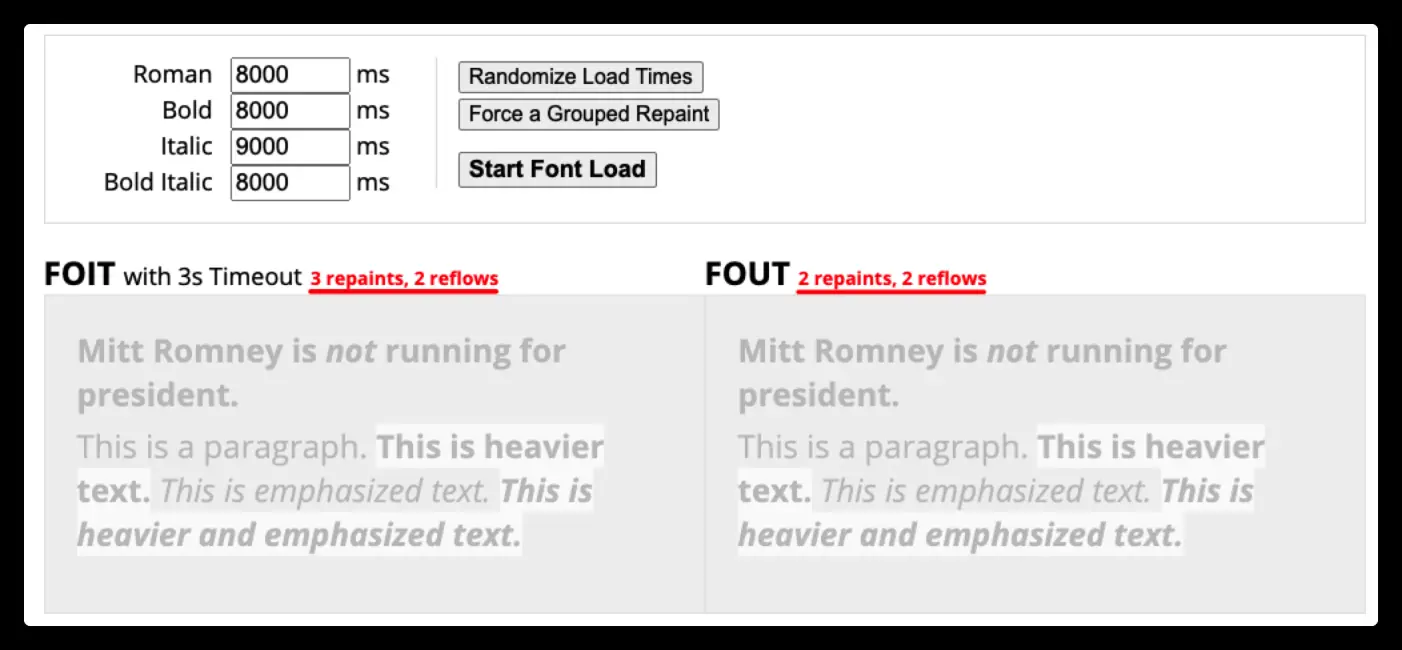 Roman 8000 ms
Bold 8000 ms
Italic 9000 ms
Bold Italic 8000 ms
Randomize Load Times
Force a Grouped Repaint
Start Font Load
FOIT with 3s Timeout 3 repaints, 2 reflows
Mitt Romney is not running for
president.
This is a paragraph. This is heavier
text. This is emphasized text. This is
heavier and emphasized text.
FOUT 2 repaints, 2 reflows
Mitt Romney is not running for
president.
This is a paragraph. This is heavier
text. This is emphasized text. This is
heavier and emphasized text.